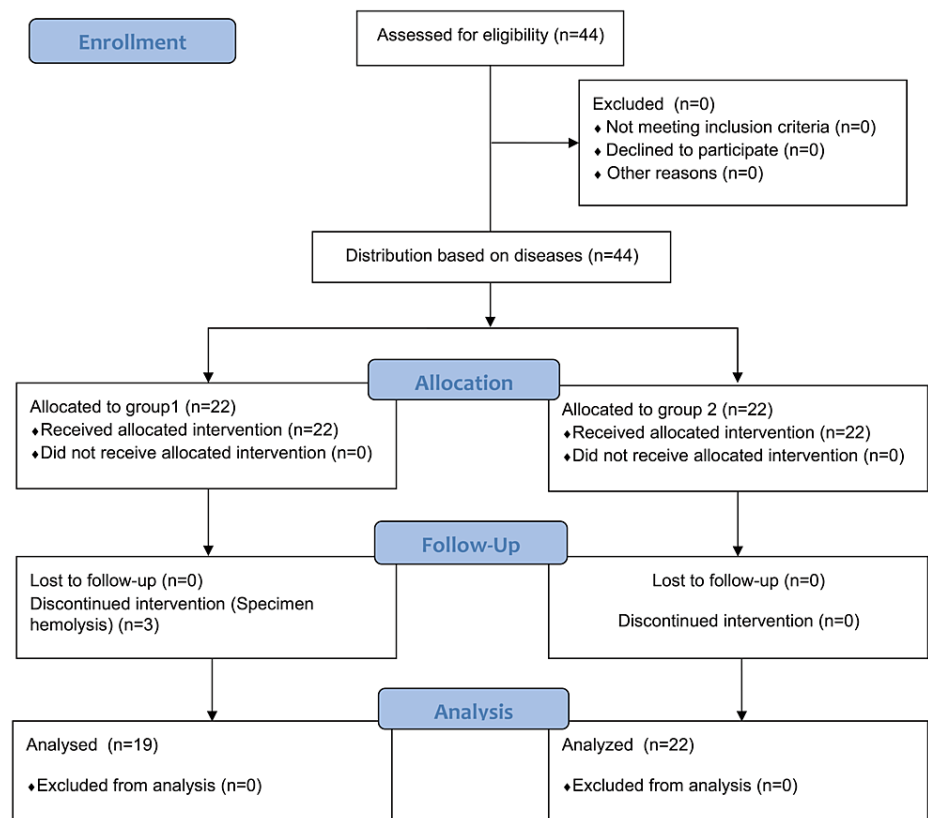 Enrollment
Assessed for eligibility (n=44)
Excluded (n=0)
♦ Not meeting inclusion criteria (n=0)
♦ Declined to participate (n=0)
♦ Other reasons (n=0)
Distribution based on diseases (n=44)
Allocation
Allocated to group1 (n=22)
♦Received allocated intervention (n=22)
♦Did not receive allocated intervention (n=0)
Allocated to group 2 (n=22)
♦Received allocated intervention (n=22)
♦Did not receive allocated intervention (n=0)
Follow-Up
Lost to follow-up (n=0)
Discontinued intervention (Specimen
hemolysis) (n=3)
Lost to follow-up (n=0)
Discontinued intervention (n=0)
Analysis
Analysed (n=19)
♦Excluded from analysis (n=0)
Analyzed (n=22)
♦Excluded from analysis (n=0)